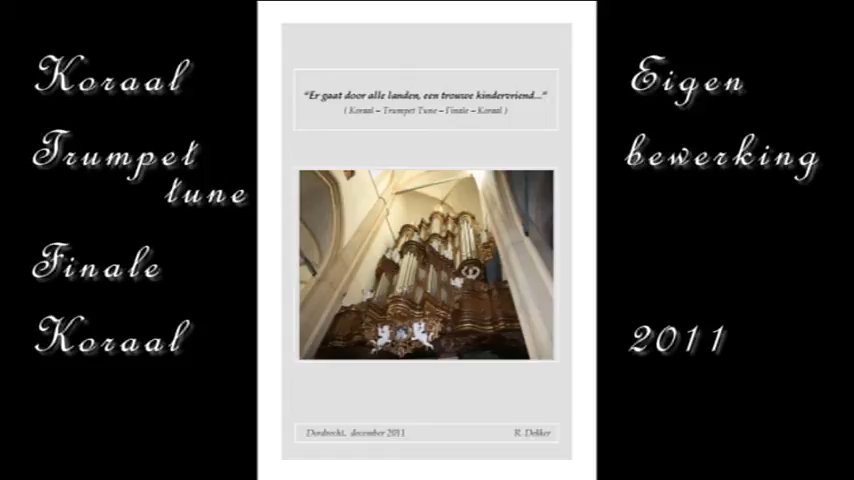 Koraal
Trumpet
tune
Finale
Koraal
"Er gaat door alle landen, een trouwe kindervriend..."
( Koraal – Trumpet Tune – Finale – Koraal )
Dordrecht, december 2011
R. Dekker
Eigen
bewerking
2011